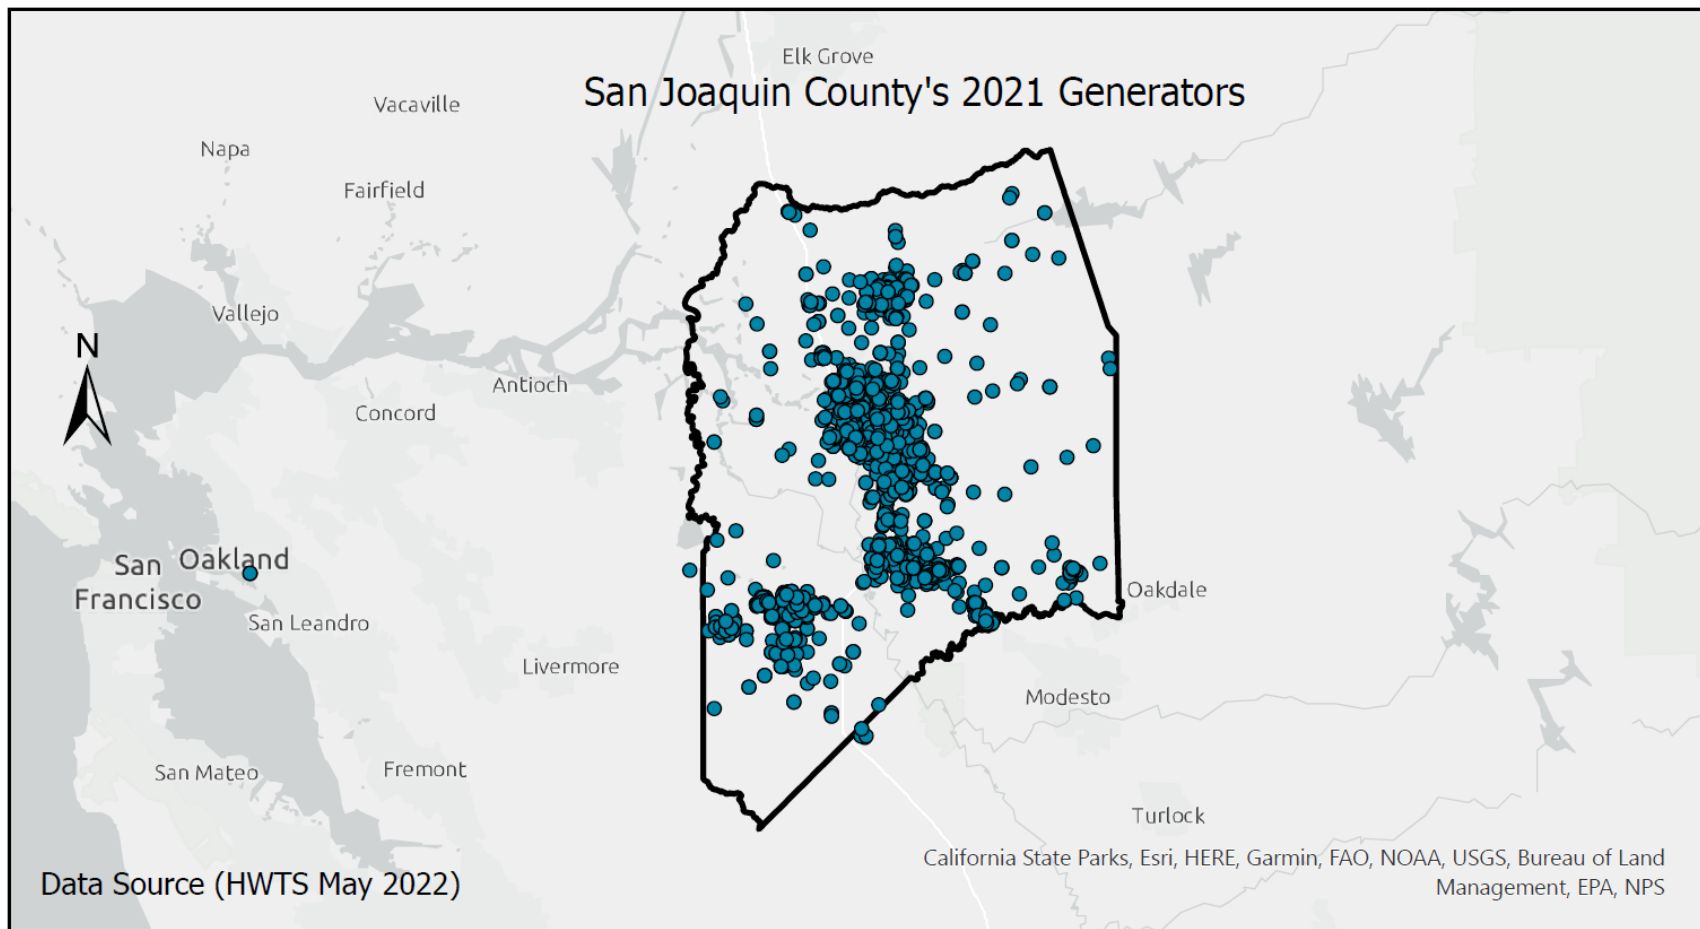 Elk Grove
San Joaquin County's 2021 Generators
Vacaville
Napa
Fairfield
Vallejo
N
Antioch
Concord
San
Francisco
Oakland
San Leandro
Oakdale
Livermore
Modesto
San Mateo
Fremont
Turlock
California State Parks, Esri, HERE, Garmin, FAO, NOAA, USGS, Bureau of Land
Management, EPA, NPS
Data Source (HWTS May 2022)